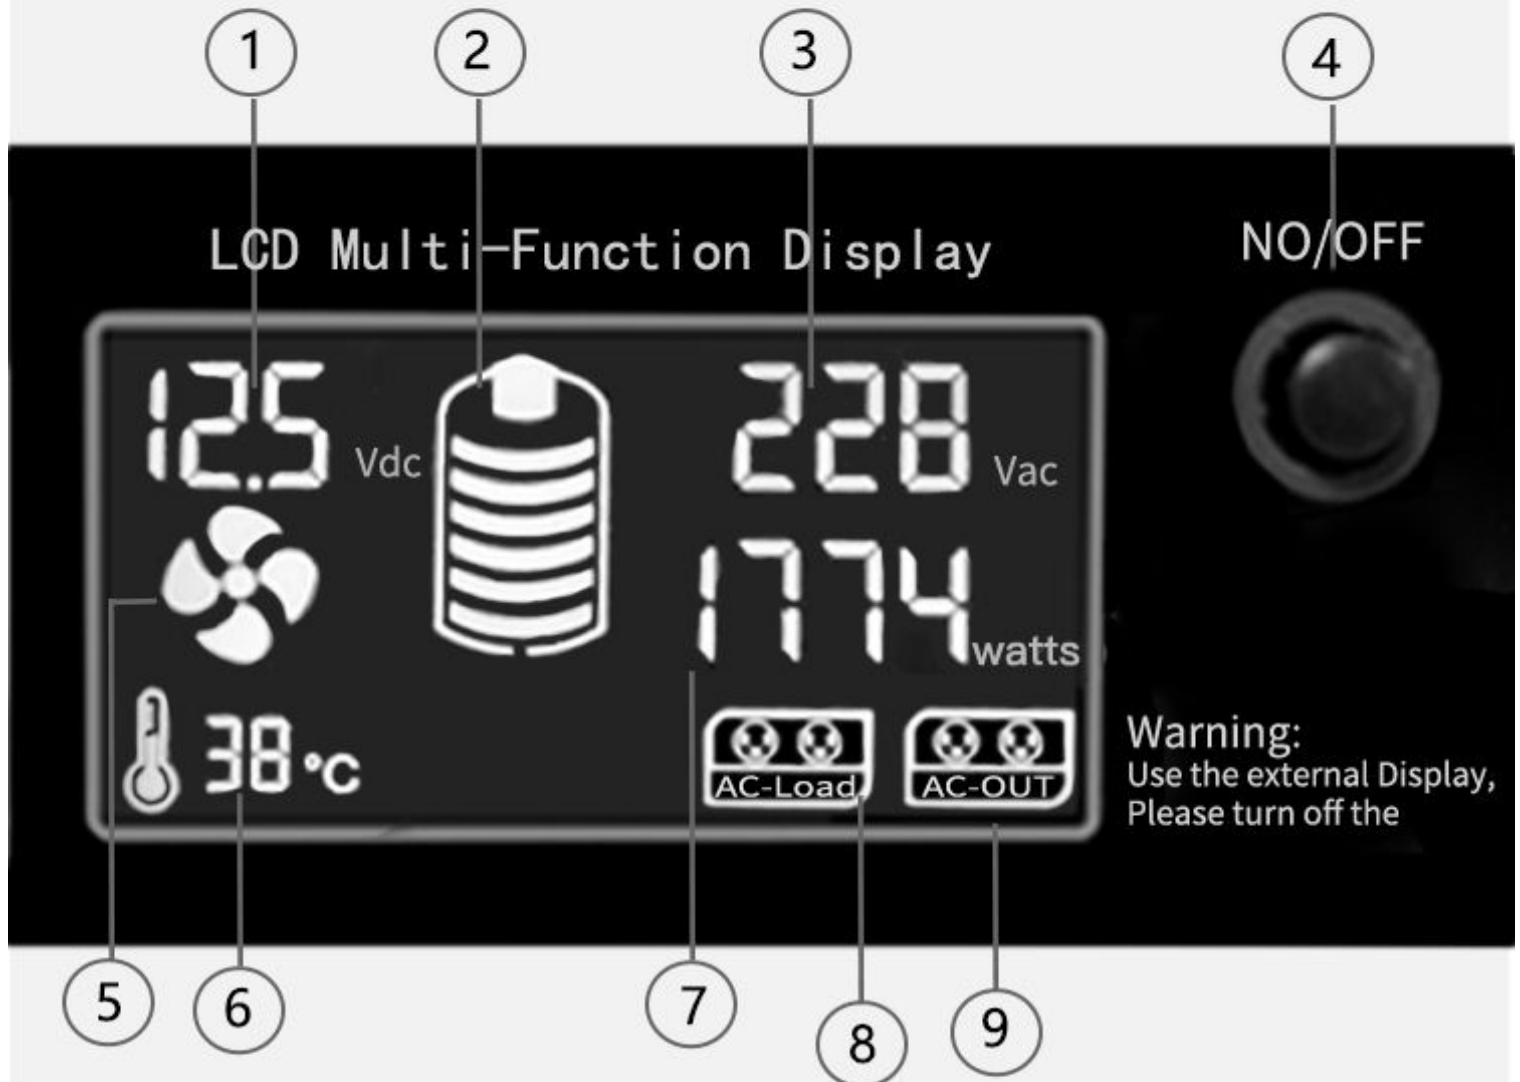 1 2 3 4
LCD Multi-Function Display
NO/OFF
12.5 Vdc
228 Vac
1774 watts
38 °C
AC-Load
AC-OUT
Warning:
Use the external Display,
Please turn off the
5 6 7 8 9